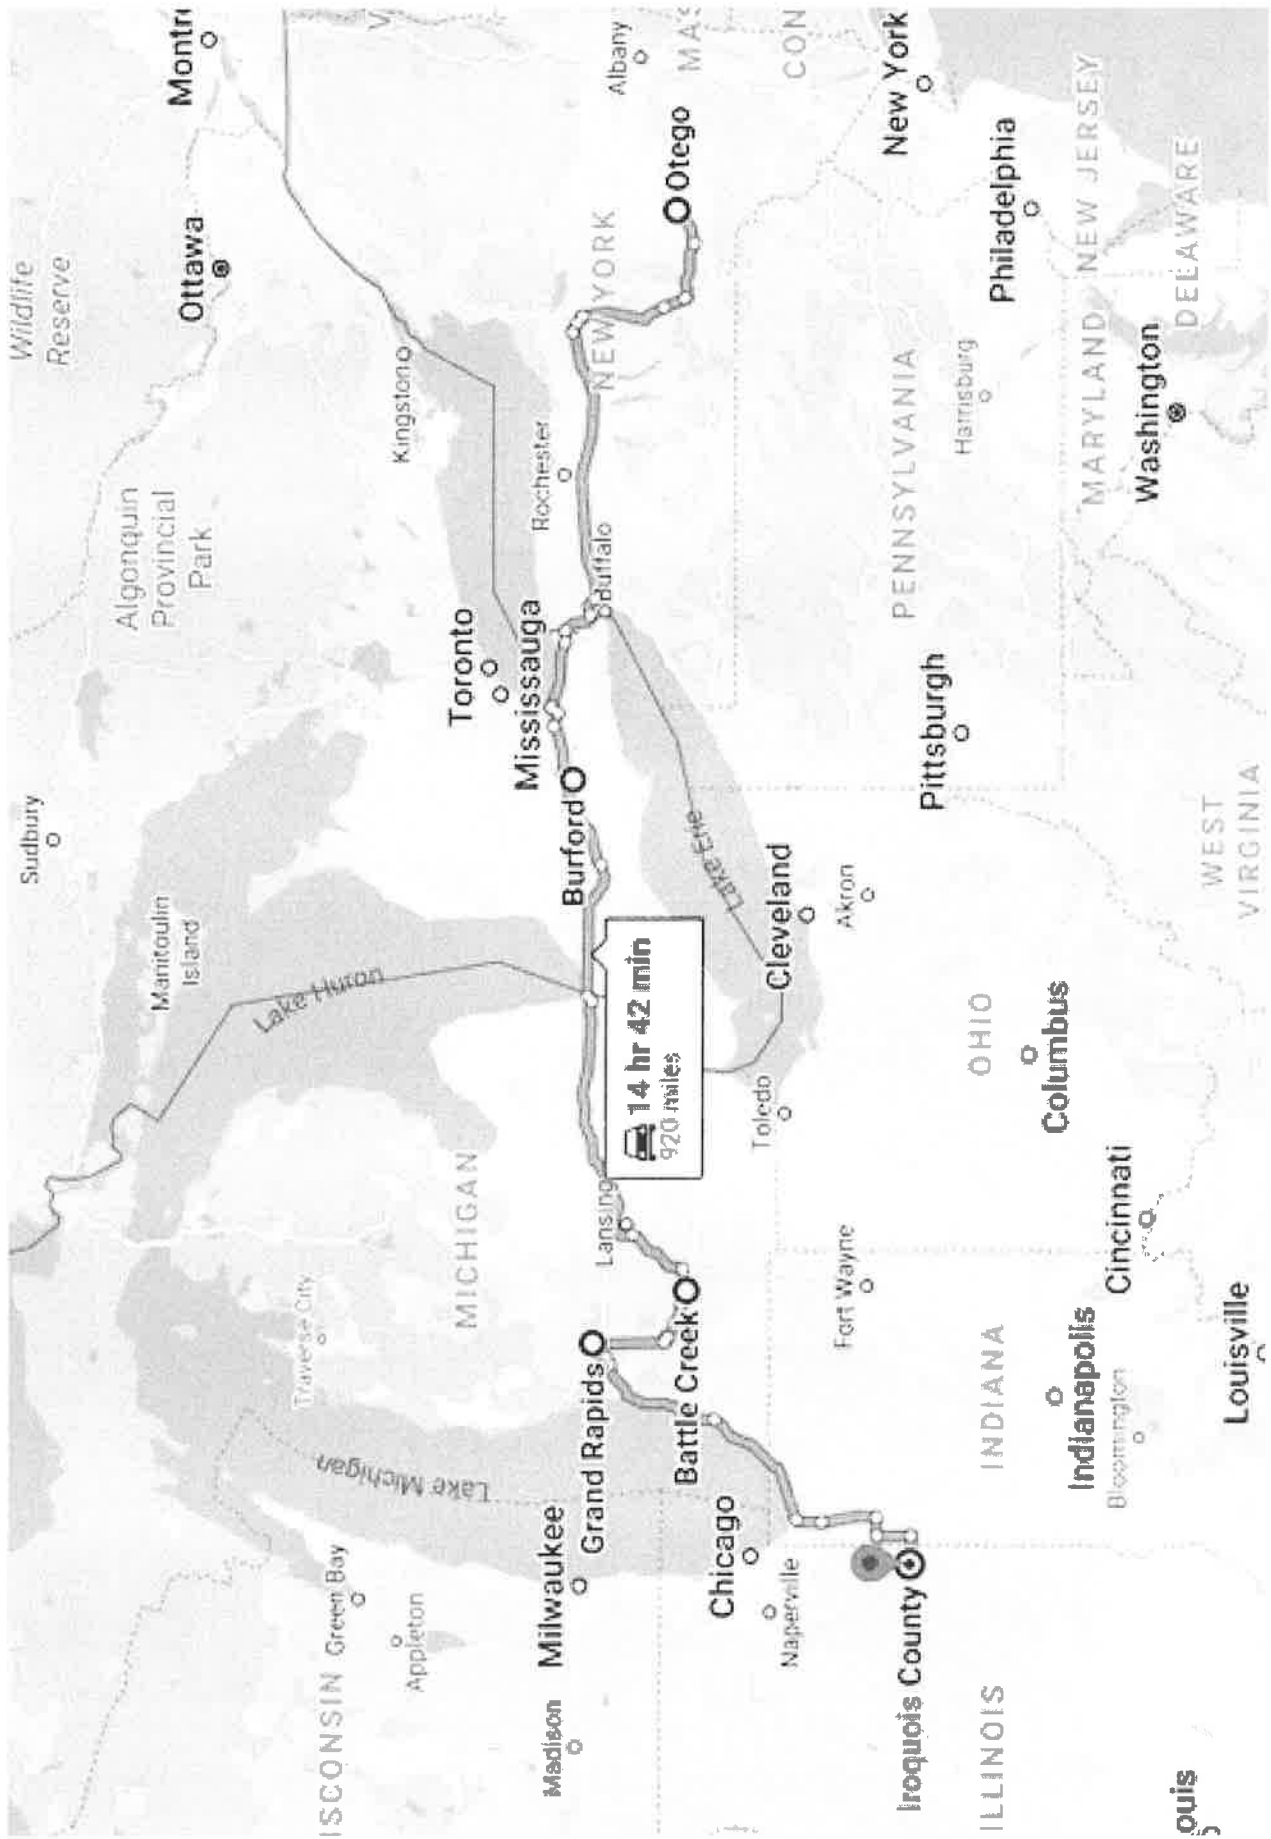 Wildlife
Reserve
Montr
Ottawa
Sudbury
Algonquin
Provincial
Park
Manitoulin
Island
Lake Huron
Kingston
Toronto
Mississauga
Rochester
Buffalo
NEW YORK
Albany
Otego
MAS
CON
New York
Burford
Lake Erie
14 hr 42 min
920 miles
Lansing
MICHIGAN
Traverse City
Lake Michigan
Grand Rapids
Battle Creek
Green Bay
Appleton
ISCONSIN
Milwaukee
Madison
Chicago
Naperville
Toledo
Cleveland
Akron
Fort Wayne
PENNSYLVANIA
Pittsburgh
Harrisburg
Philadelphia
NEW JERSEY
MARYLAND
DELAWARE
Washington
WEST
VIRGINIA
OHIO
Columbus
Cincinnati
INDIANA
Indianapolis
Bloomington
Louisville
Iroquois County
ILLINOIS
ouis